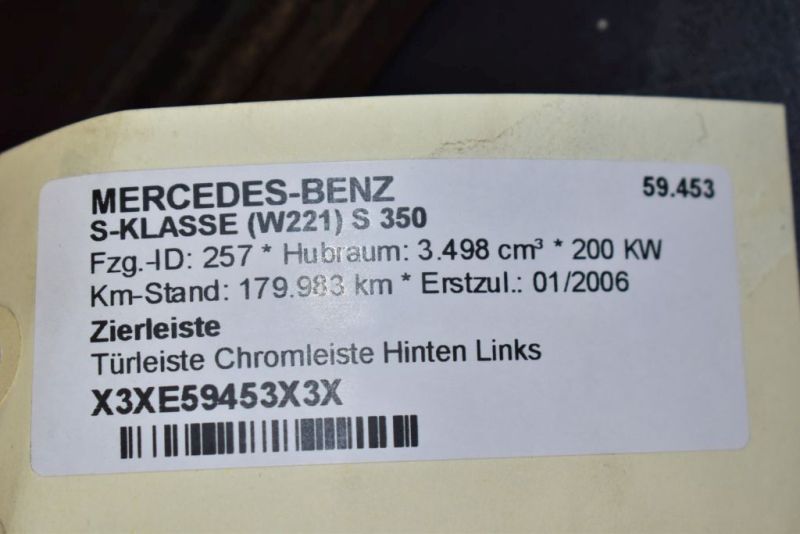 MERCEDES-BENZ 59.453
S-KLASSE (W221) S 350
Fzg.-ID: 257 * Hubraum: 3.498 cm³ * 200 KW
Km-Stand: 179.983 km * Erstzul.: 01/2006
Zierleiste
Türleiste Chromleiste Hinten Links
X3XE59453X3X